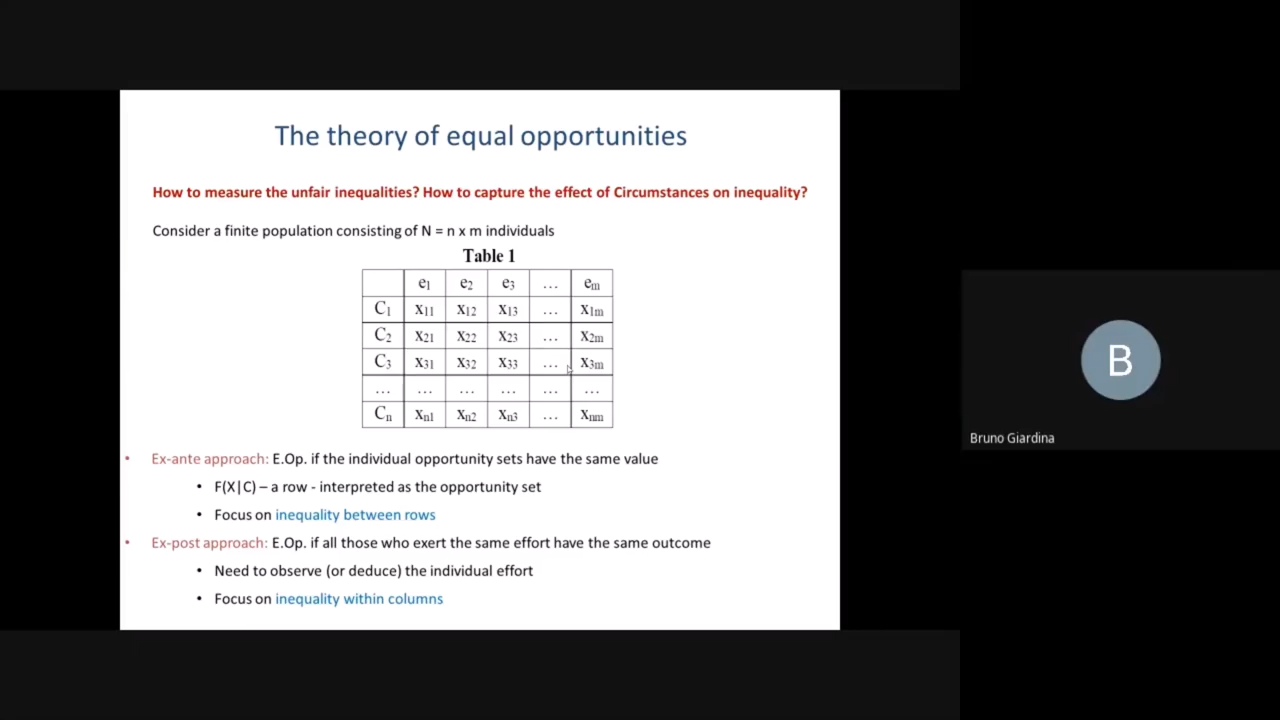 The theory of equal opportunities
How to measure the unfair inequalities? How to capture the effect of Circumstances on inequality?
Consider a finite population consisting of N = n x m individuals
Table 1
e1 e2 e3 … em
C1 x11 x12 x13 … x1m
C2 x21 x22 x23 … x2m
C3 x31 x32 x33 … x3m
… … … … … …
Cn xn1 xn2 xn3 … xnm
• Ex-ante approach: E.Op. if the individual opportunity sets have the same value
• F(X|C) – a row - interpreted as the opportunity set
• Focus on inequality between rows
• Ex-post approach: E.Op. if all those who exert the same effort have the same outcome
• Need to observe (or deduce) the individual effort
• Focus on inequality within columns
B
Bruno Giardina